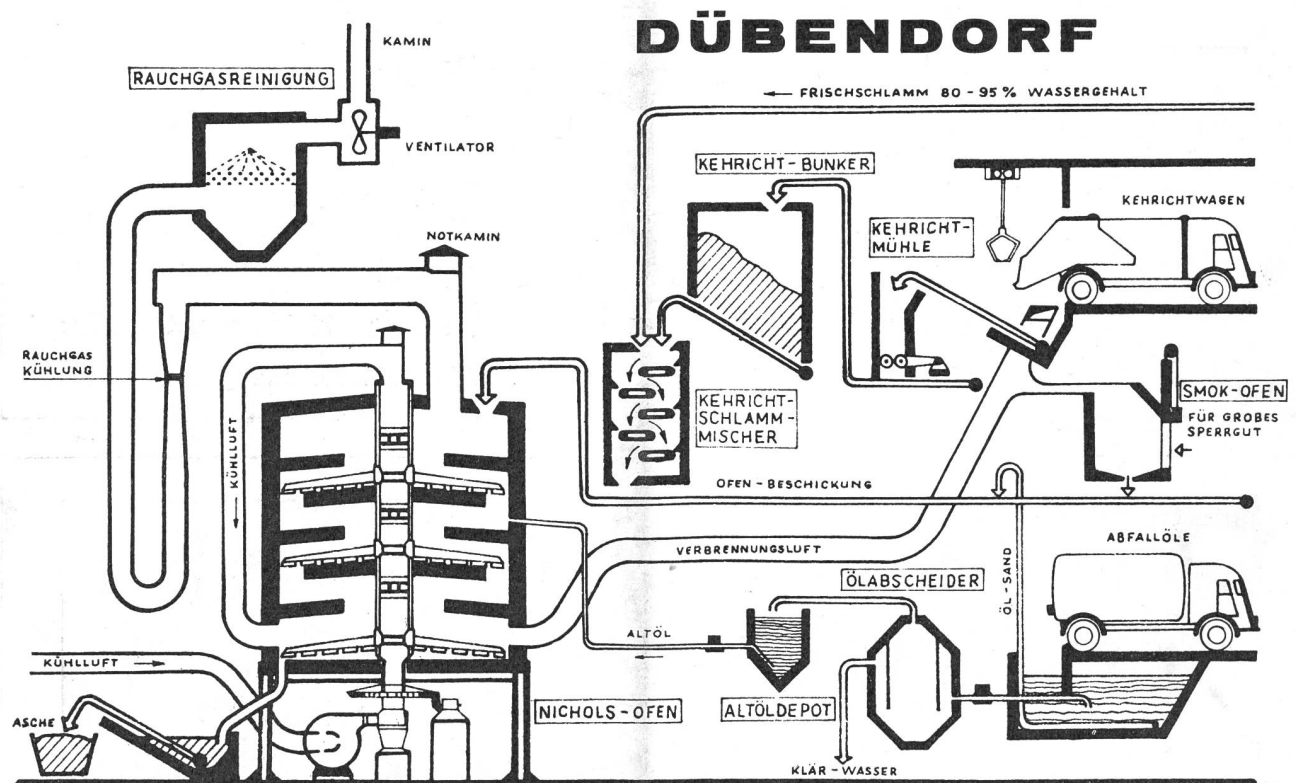 DÜBENDORF
KAMIN
RAUCHGASREINIGUNG
← FRISCHSCHLAMM 80 - 95 % WASSERGEHALT
VENTILATOR
KEHRICHT-BUNKER
KEHRICHTWAGEN
KEHRICHT-
MÜHLE
NOTKAMIN
RAUCHGAS
KÜHLUNG
KEHRICHT-
SCHLAMM-
MISCHER
SMOK-OFEN
FÜR GROBES
SPERRGUT
KÜHLLUFT
OFEN-BESCHICKUNG
VERBRENNUNGSLUFT
ABFALLÖLE
ÖLABSCHEIDER
ÖL-SAND
ALTÖL
KÜHLLUFT
NICHOLS-OFEN
ALTÖLDEPOT
ASCHE
KLÄR-WASSER